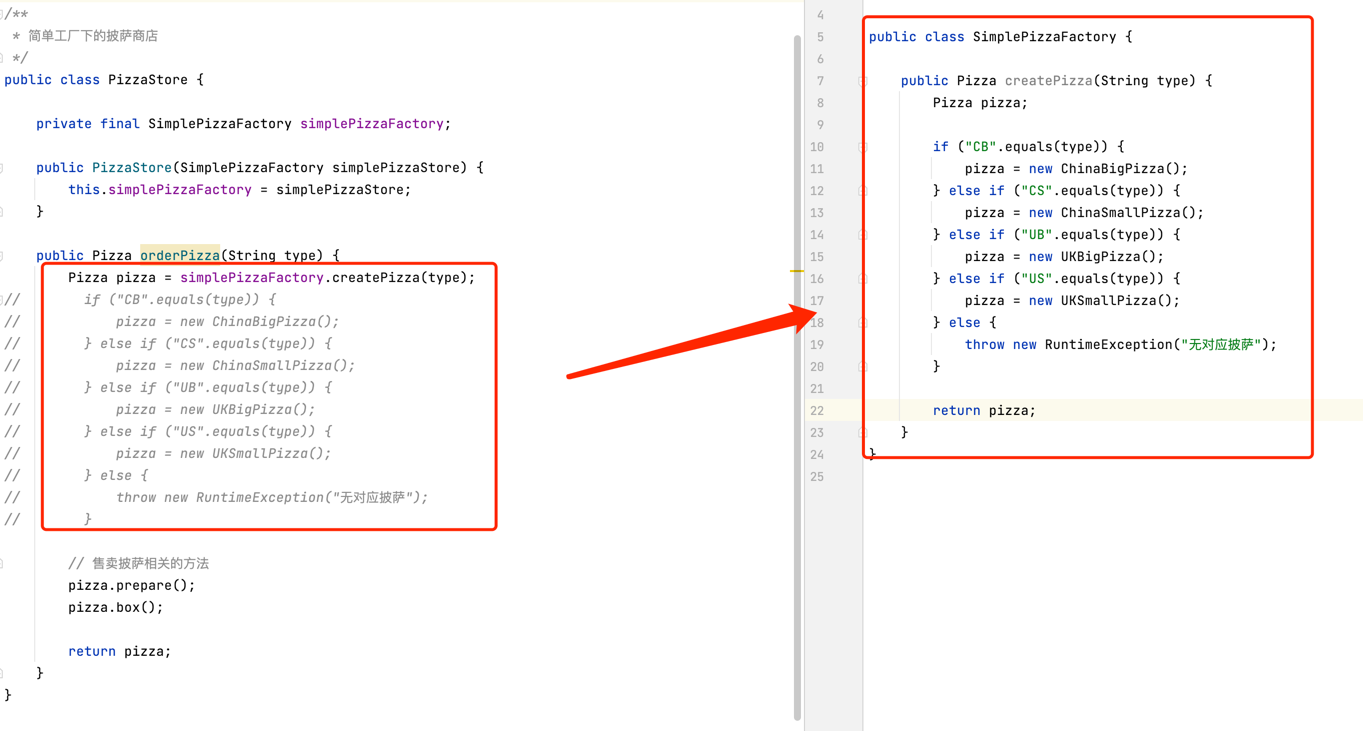 /**
 * 简单工厂下的披萨商店
 */
public class PizzaStore {
    private final SimplePizzaFactory simplePizzaFactory;
    public PizzaStore(SimplePizzaFactory simplePizzaStore) {
        this.simplePizzaFactory = simplePizzaStore;
    }
    public Pizza orderPizza(String type) {
        Pizza pizza = simplePizzaFactory.createPizza(type);
//        if ("CB".equals(type)) {
//            pizza = new ChinaBigPizza();
//        } else if ("CS".equals(type)) {
//            pizza = new ChinaSmallPizza();
//        } else if ("UB".equals(type)) {
//            pizza = new UKBigPizza();
//        } else if ("US".equals(type)) {
//            pizza = new UKSmallPizza();
//        } else {
//            throw new RuntimeException("无对应披萨");
//        }
        // 售卖披萨相关的方法
        pizza.prepare();
        pizza.box();
        return pizza;
    }
}
4
5 public class SimplePizzaFactory {
6
7     public Pizza createPizza(String type) {
8         Pizza pizza;
9
10         if ("CB".equals(type)) {
11             pizza = new ChinaBigPizza();
12         } else if ("CS".equals(type)) {
13             pizza = new ChinaSmallPizza();
14         } else if ("UB".equals(type)) {
15             pizza = new UKBigPizza();
16         } else if ("US".equals(type)) {
17             pizza = new UKSmallPizza();
18         } else {
19             throw new RuntimeException("无对应披萨");
20         }
21
22         return pizza;
23     }
24 }
25